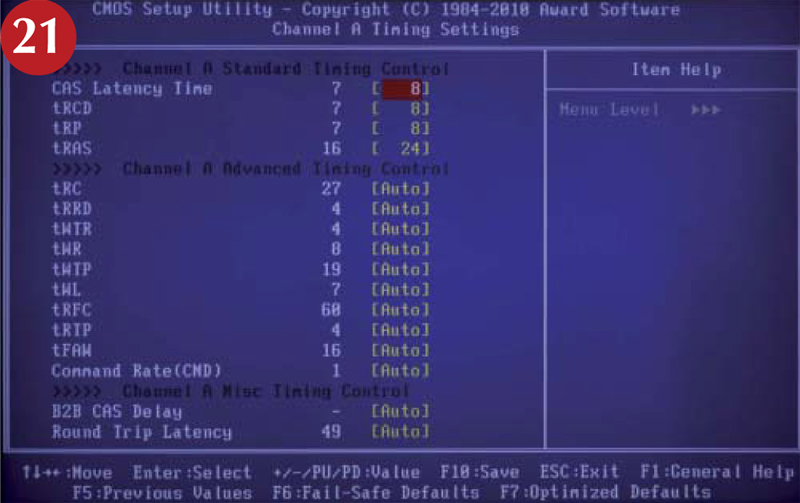 21
CMOS Setup Utility - Copyright (C) 1984-2010 Award Software
Channel A Timing Settings
>>>>> Channel A Standard Timing Control
Item Help
CAS Latency Time 7 [ 8]
Menu Level ►►►
tRCD 7 [ 8]
tRP 7 [ 8]
tRAS 16 [ 24]
>>>>> Channel A Advanced Timing Control
tRC 27 [Auto]
tRRD 4 [Auto]
tWTR 4 [Auto]
tWR 8 [Auto]
tWTP 19 [Auto]
tWL 7 [Auto]
tRFC 60 [Auto]
tRTP 4 [Auto]
tFAW 16 [Auto]
Command Rate(CMD) 1 [Auto]
>>>>> Channel A Misc Timing Control
B2B CAS Delay - [Auto]
Round Trip Latency 49 [Auto]
↑↓→←:Move Enter:Select +/-/PU/PD:Value F10:Save ESC:Exit F1:General Help
F5:Previous Values F6:Fail-Safe Defaults F7:Optimized Defaults